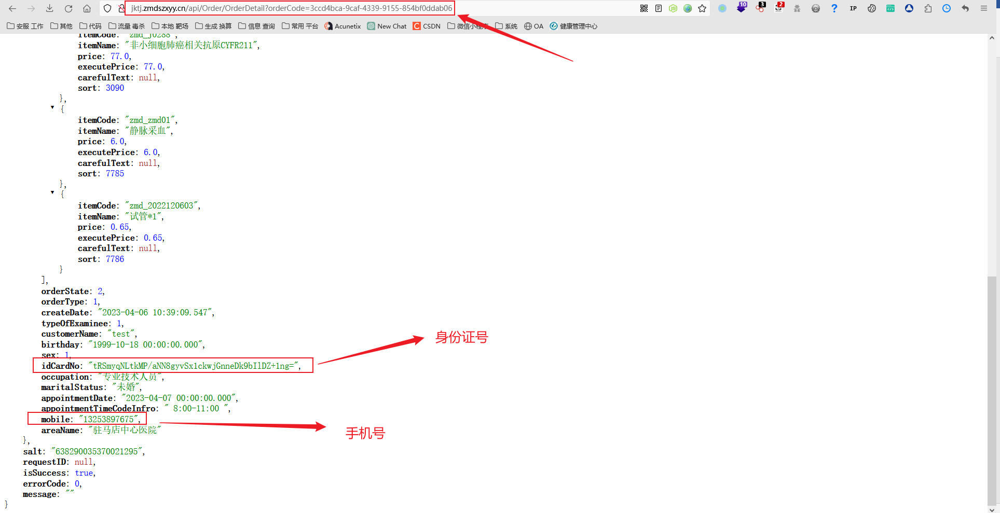 jktj.zmdszxyy.cn/api/Order/OrderDetail?orderCode=3ccd4bca-9caf-4339-9155-854bf0ddab06
10 3 2 IP
安服 工作 其他 代码 流量 毒杀 本地 靶场 生成 换算 信息 查询 常用 平台 Acunetix New Chat CSDN 微信小程序 系统 OA 健康管理中心
itemCode: "zmd_j0288",
itemName: "非小细胞肺癌相关抗原CYFR211",
price: 77.0,
executePrice: 77.0,
carefulText: null,
sort: 3090
},
{
itemCode: "zmd_zmd01",
itemName: "静脉采血",
price: 6.0,
executePrice: 6.0,
carefulText: null,
sort: 7785
},
{
itemCode: "zmd_2022120603",
itemName: "试管*1",
price: 0.65,
executePrice: 0.65,
carefulText: null,
sort: 7786
}
],
orderState: 2,
orderType: 1,
createDate: "2023-04-06 10:39:09.547",
typeOfExaminee: 1,
customerName: "test",
birthday: "1999-10-18 00:00:00.000",
身份证号
sex: 1,
idCardNo: "tRSmyqNLtkMP/aNN8gyvSx1ckwjGnneDk9bIlDZ+1ng=",
occupation: "专业技术人员",
maritalStatus: "未婚",
appointmentDate: "2023-04-07 00:00:00.000",
appointmentTimeCodeInfro: " 8:00-11:00 ",
mobile: "13253897675",
手机号
areaName: "驻马店中心医院"
},
salt: "638290035370021295",
requestID: null,
isSuccess: true,
errorCode: 0,
message: ""
}